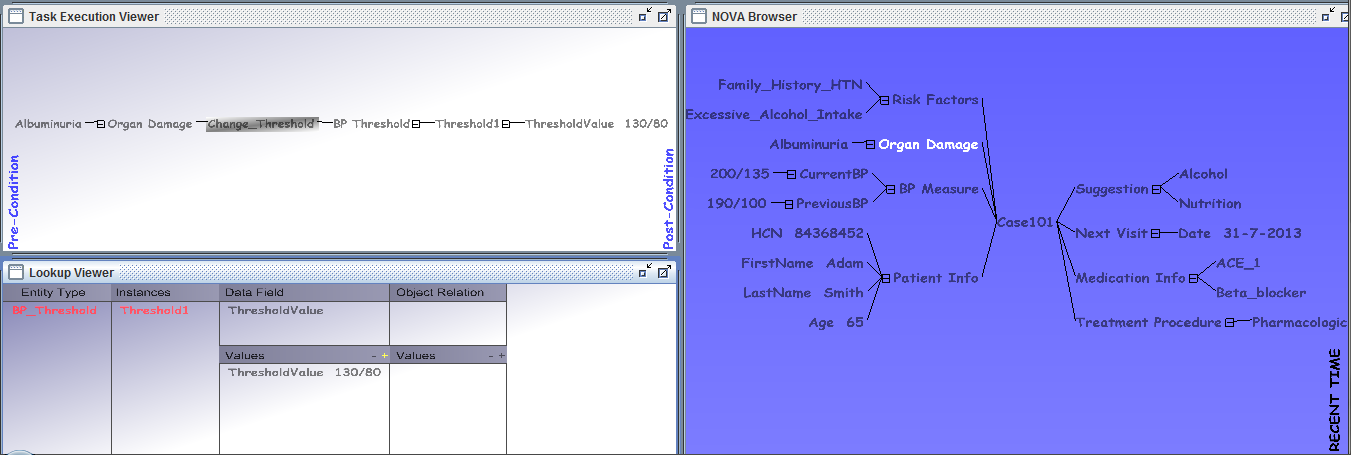 Task Execution Viewer
Albuminuria Organ Damage Change_Threshold BP Threshold Threshold1 ThresholdValue 130/80
Pre-Condition
Post-Condition
Lookup Viewer
Entity Type Instances Data Field Object Relation
BP_Threshold Threshold1 ThresholdValue
Values - + Values - +
ThresholdValue 130/80
NOVA Browser
Family_History_HTN
Risk Factors
Excessive_Alcohol_Intake
Albuminuria Organ Damage
200/135 CurrentBP
BP Measure
190/100 PreviousBP
HCN 84368452
FirstName Adam
Patient Info
LastName Smith
Age 65
Case101
Alcohol
Suggestion
Nutrition
Next Visit Date 31-7-2013
ACE_1
Medication Info
Beta_blocker
Treatment Procedure Pharmacologic
RECENT TIME